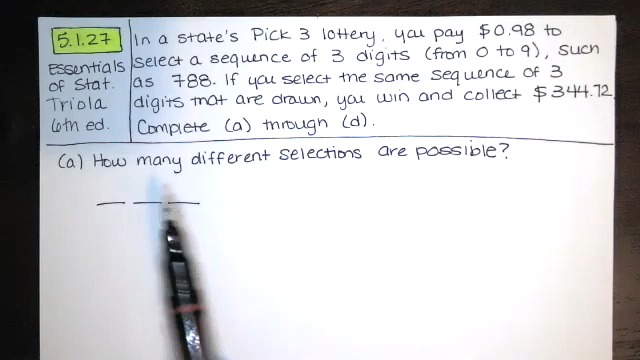 5.1.27
Essentials
of Stat.
Triola
6th ed.
In a state's Pick 3 lottery, you pay $0.98 to
select a sequence of 3 digits (from 0 to 9), such
as 788. If you select the same sequence of 3
digits that are drawn, you win and collect $344.72.
Complete (a) through (d).
(a) How many different selections are possible?